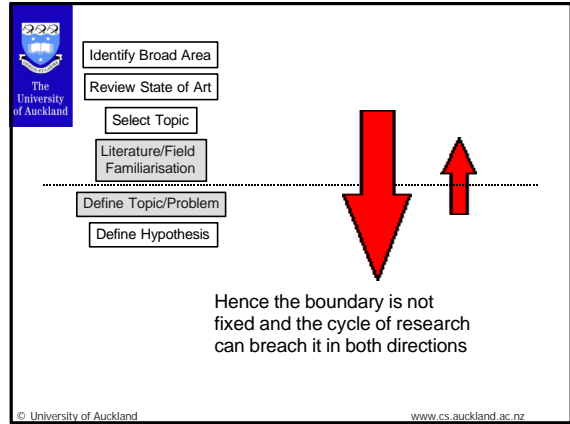 The
University
of Auckland
Identify Broad Area
Review State of Art
Select Topic
Literature/Field
Familiarisation
Define Topic/Problem
Define Hypothesis
Hence the boundary is not
fixed and the cycle of research
can breach it in both directions
© University of Auckland
www.cs.auckland.ac.nz